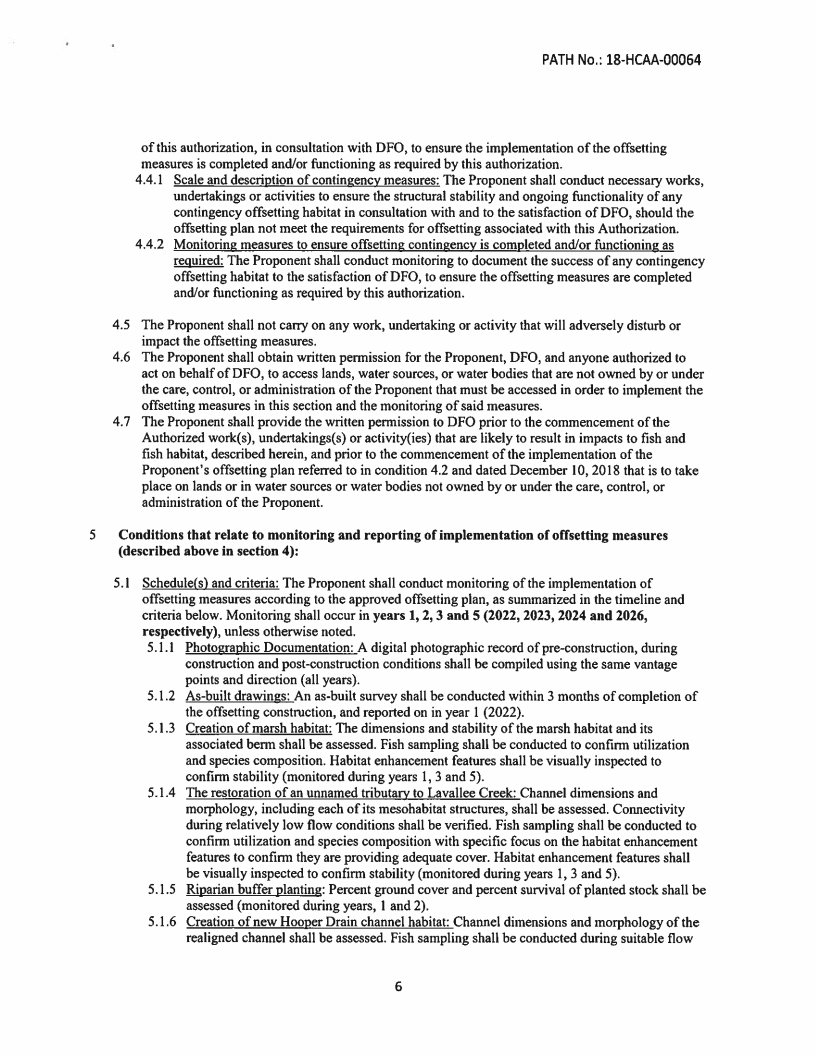 PATH No.: 18-HCAA-00064
of this authorization, in consultation with DFO, to ensure the implementation of the offsetting
measures is completed and/or functioning as required by this authorization.
4.4.1 Scale and description of contingency measures: The Proponent shall conduct necessary works,
undertakings or activities to ensure the structural stability and ongoing functionality of any
contingency offsetting habitat in consultation with and to the satisfaction of DFO, should the
offsetting plan not meet the requirements for offsetting associated with this Authorization.
4.4.2 Monitoring measures to ensure offsetting contingency is completed and/or functioning as
required: The Proponent shall conduct monitoring to document the success of any contingency
offsetting habitat to the satisfaction of DFO, to ensure the offsetting measures are completed
and/or functioning as required by this authorization.
4.5 The Proponent shall not carry on any work, undertaking or activity that will adversely disturb or
impact the offsetting measures.
4.6 The Proponent shall obtain written permission for the Proponent, DFO, and anyone authorized to
act on behalf of DFO, to access lands, water sources, or water bodies that are not owned by or under
the care, control, or administration of the Proponent that must be accessed in order to implement the
offsetting measures in this section and the monitoring of said measures.
4.7 The Proponent shall provide the written permission to DFO prior to the commencement of the
Authorized work(s), undertakings(s) or activity(ies) that are likely to result in impacts to fish and
fish habitat, described herein, and prior to the commencement of the implementation of the
Proponent's offsetting plan referred to in condition 4.2 and dated December 10, 2018 that is to take
place on lands or in water sources or water bodies not owned by or under the care, control, or
administration of the Proponent.
5 Conditions that relate to monitoring and reporting of implementation of offsetting measures
(described above in section 4):
5.1 Schedule(s) and criteria: The Proponent shall conduct monitoring of the implementation of
offsetting measures according to the approved offsetting plan, as summarized in the timeline and
criteria below. Monitoring shall occur in years 1, 2, 3 and 5 (2022, 2023, 2024 and 2026,
respectively), unless otherwise noted.
5.1.1 Photographic Documentation: A digital photographic record of pre-construction, during
construction and post-construction conditions shall be compiled using the same vantage
points and direction (all years).
5.1.2 As-built drawings: An as-built survey shall be conducted within 3 months of completion of
the offsetting construction, and reported on in year 1 (2022).
5.1.3 Creation of marsh habitat: The dimensions and stability of the marsh habitat and its
associated berm shall be assessed. Fish sampling shall be conducted to confirm utilization
and species composition. Habitat enhancement features shall be visually inspected to
confirm stability (monitored during years 1, 3 and 5).
5.1.4 The restoration of an unnamed tributary to Lavallee Creek: Channel dimensions and
morphology, including each of its mesohabitat structures, shall be assessed. Connectivity
during relatively low flow conditions shall be verified. Fish sampling shall be conducted to
confirm utilization and species composition with specific focus on the habitat enhancement
features to confirm they are providing adequate cover. Habitat enhancement features shall
be visually inspected to confirm stability (monitored during years 1, 3 and 5).
5.1.5 Riparian buffer planting: Percent ground cover and percent survival of planted stock shall be
assessed (monitored during years, 1 and 2).
5.1.6 Creation of new Hooper Drain channel habitat: Channel dimensions and morphology of the
realigned channel shall be assessed. Fish sampling shall be conducted during suitable flow
6